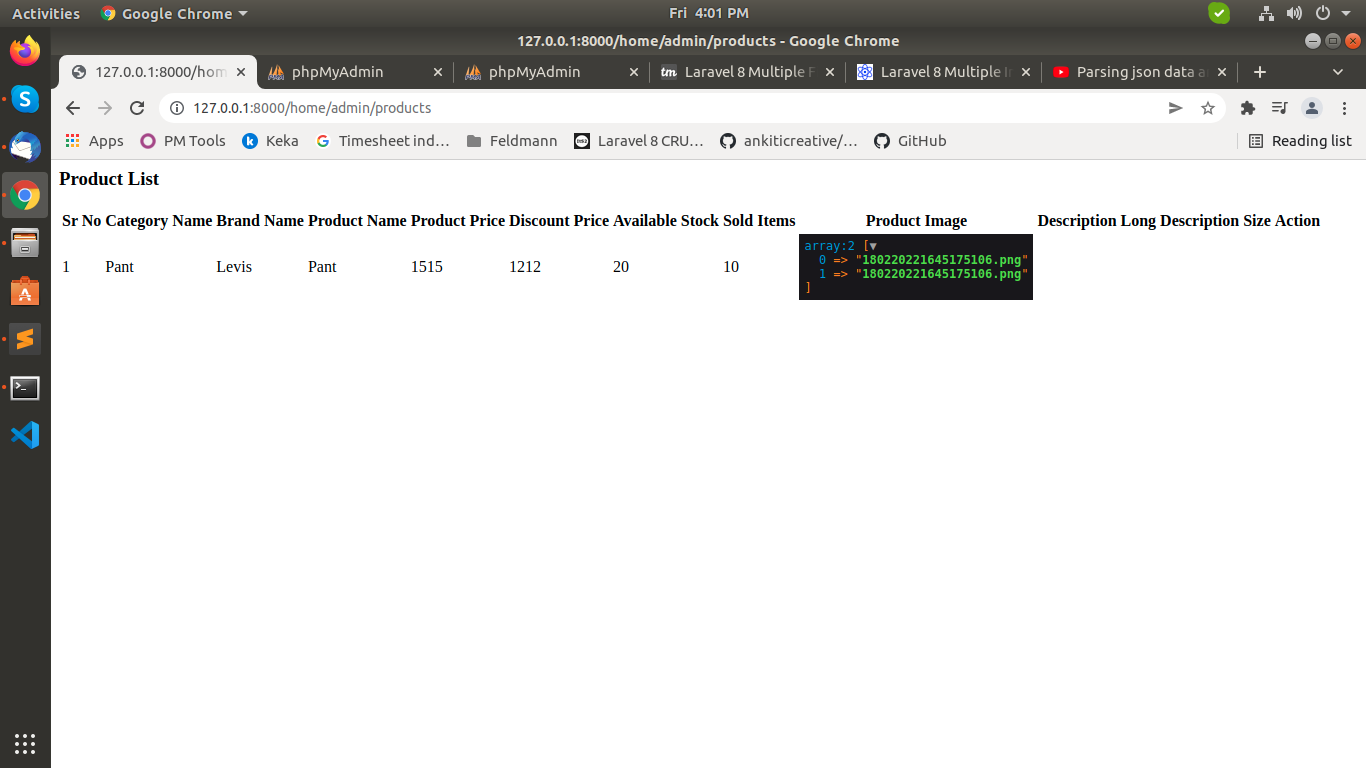 Activities Google Chrome Fri 4:01 PM
127.0.0.1:8000/home/admin/products - Google Chrome
127.0.0.1:8000/hom phpMyAdmin phpMyAdmin Laravel 8 Multiple F Laravel 8 Multiple I Parsing json data a
127.0.0.1:8000/home/admin/products
Apps PM Tools Keka Timesheet ind... Feldmann Laravel 8 CRU... ankiticreative/... GitHub Reading list
Product List
Sr No Category Name Brand Name Product Name Product Price Discount Price Available Stock Sold Items Product Image Description Long Description Size Action
1 Pant Levis Pant 1515 1212 20 10
array:2 [▼
0 => "180220221645175106.png"
1 => "180220221645175106.png"
]